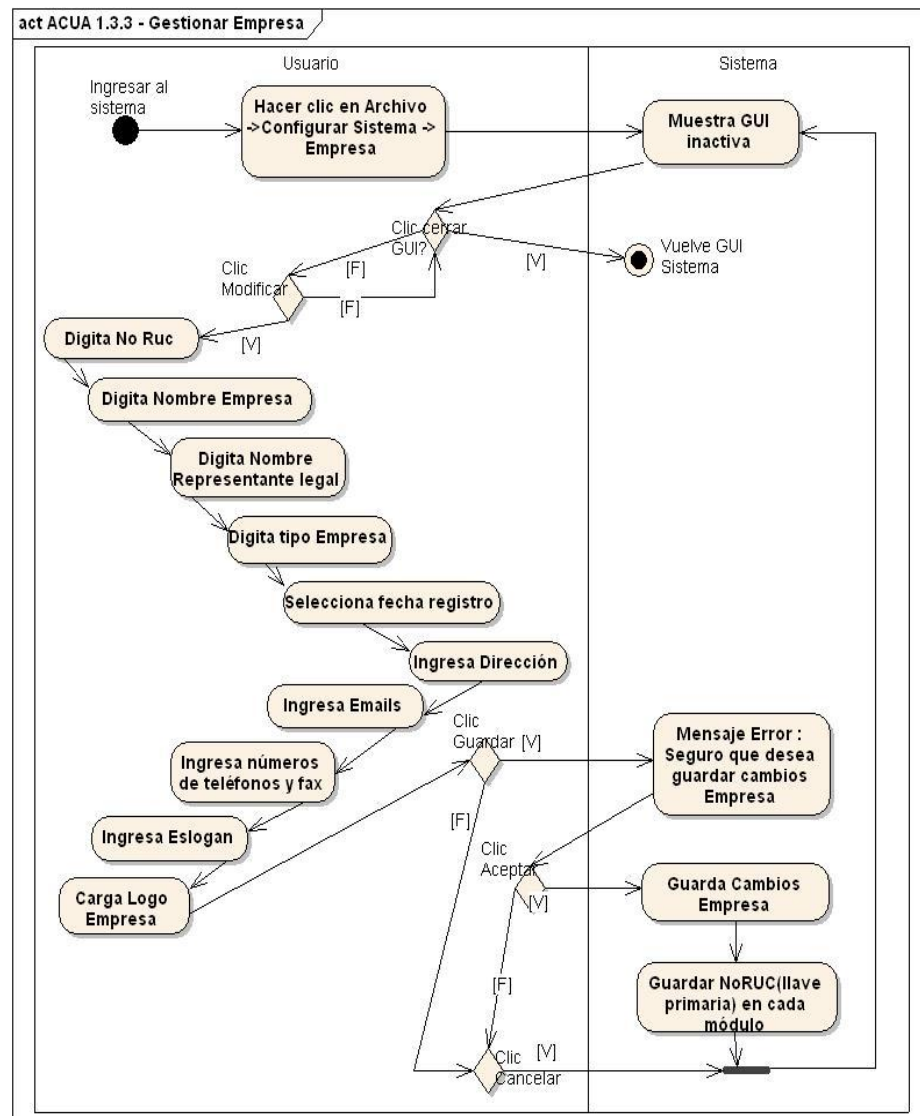 act ACUA 1.3.3 - Gestionar Empresa
Usuario
Sistema
Ingresar al
sistema
Hacer clic en Archivo
->Configurar Sistema ->
Empresa
Muestra GUI
inactiva
Clic cerrar
GUI?
[F]
[V]
Vuelve GUI
Sistema
Clic
Modificar
[F]
[V]
Digita No Ruc
Digita Nombre Empresa
Digita Nombre
Representante legal
Digita tipo Empresa
Selecciona fecha registro
Ingresa Dirección
Ingresa Emails
Ingresa números
de teléfonos y fax
Ingresa Eslogan
Carga Logo
Empresa
Clic
Guardar
[V]
[F]
Mensaje Error :
Seguro que desea
guardar cambios
Empresa
Clic
Aceptar
[V]
[F]
Guarda Cambios
Empresa
Guardar NoRUC(llave
primaria) en cada
módulo
Clic
Cancelar
[V]